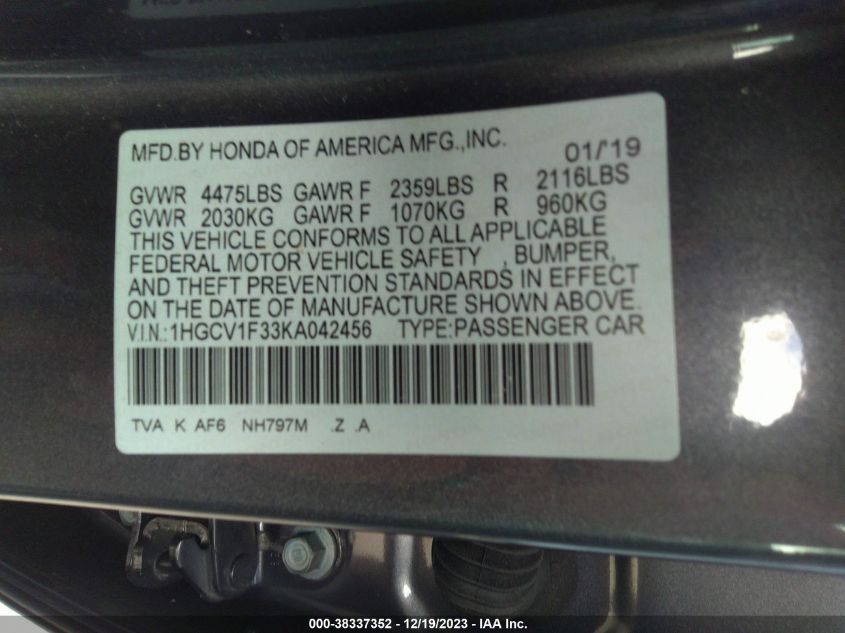 MFD.BY HONDA OF AMERICA MFG.,INC. 01/'19
GVWR 4475LBS GAWR F 2359LBS R 2116LBS
GVWR 2030KG GAWR F 1070KG R 960KG
THIS VEHICLE CONFORMS TO ALL APPLICABLE
FEDERAL MOTOR VEHICLE SAFETY , BUMPER,
AND THEFT PREVENTION STANDARDS IN EFFECT
ON THE DATE OF MANUFACTURE SHOWN ABOVE.
V.I.N.: 1HGCV1F33KA042456 TYPE:PASSENGER CAR
TVA K AF6 NH797M .Z .A
000-38337352 - 12/19/2023 - IAA Inc.